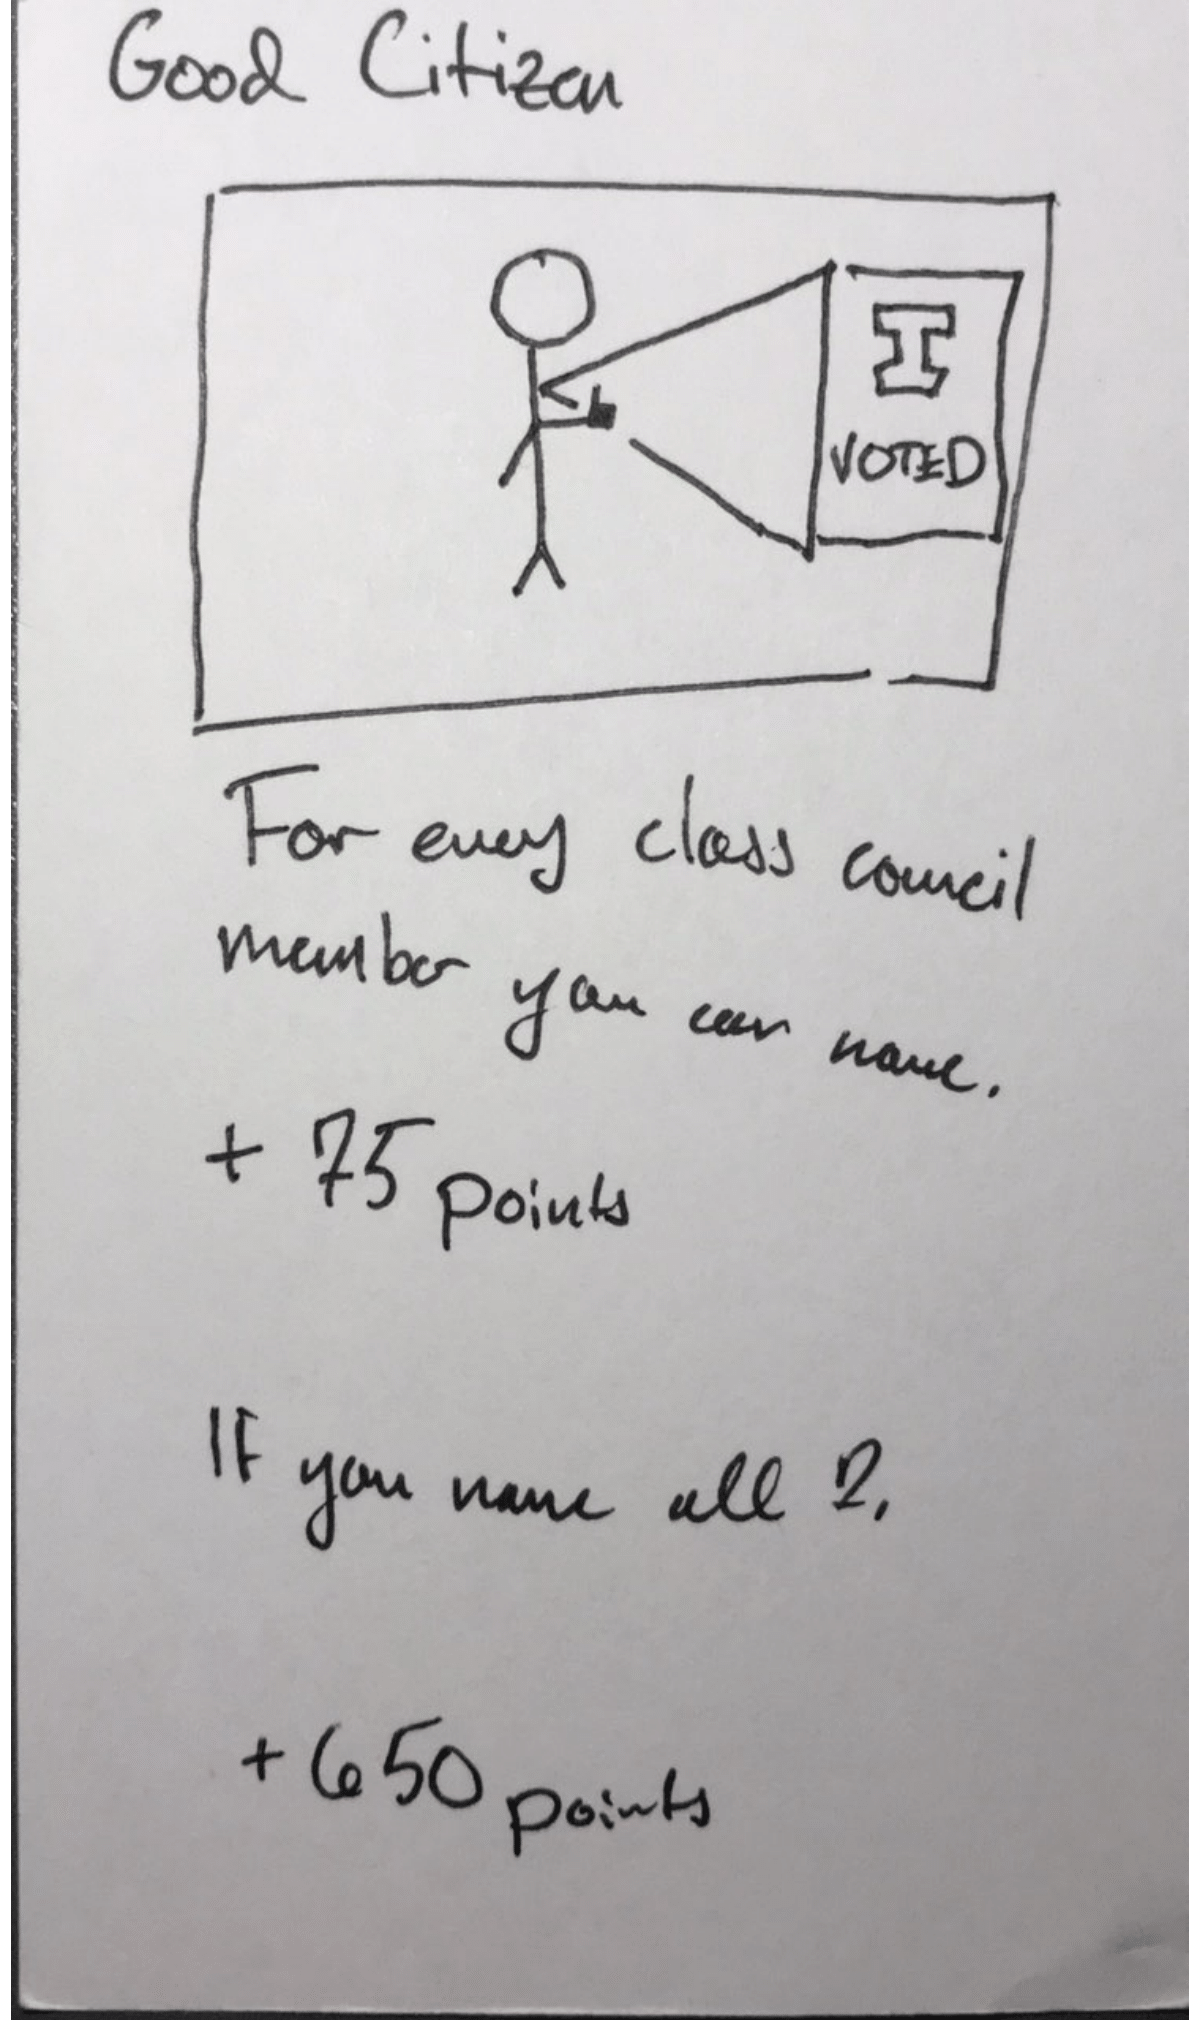 Good Citizen
I
VOTED
For every class council
member you can name.
+ 75 points
If you name all 2.
+ 650 points